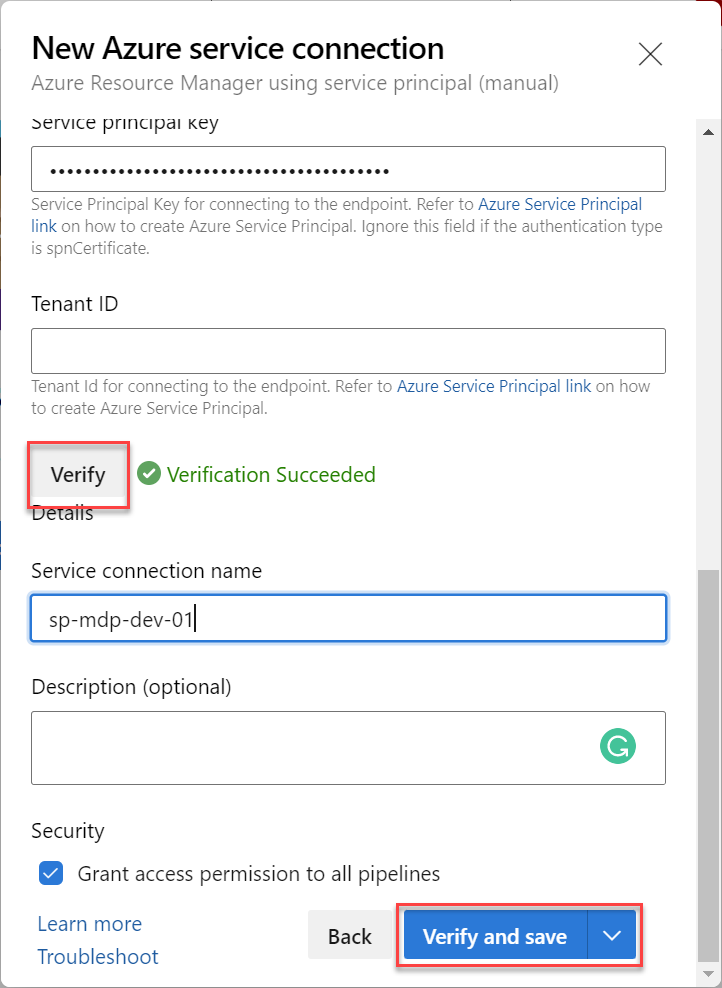 New Azure service connection
Azure Resource Manager using service principal (manual)
Service principal key
••••••••••••••••••••••••••••••••••••••••
Service Principal Key for connecting to the endpoint. Refer to Azure Service Principal
link on how to create Azure Service Principal. Ignore this field if the authentication type
is spnCertificate.
Tenant ID
Tenant Id for connecting to the endpoint. Refer to Azure Service Principal link on how
to create Azure Service Principal.
Verify Verification Succeeded
Details
Service connection name
sp-mdp-dev-01
Description (optional)
Security
Grant access permission to all pipelines
Learn more
Back Verify and save
Troubleshoot